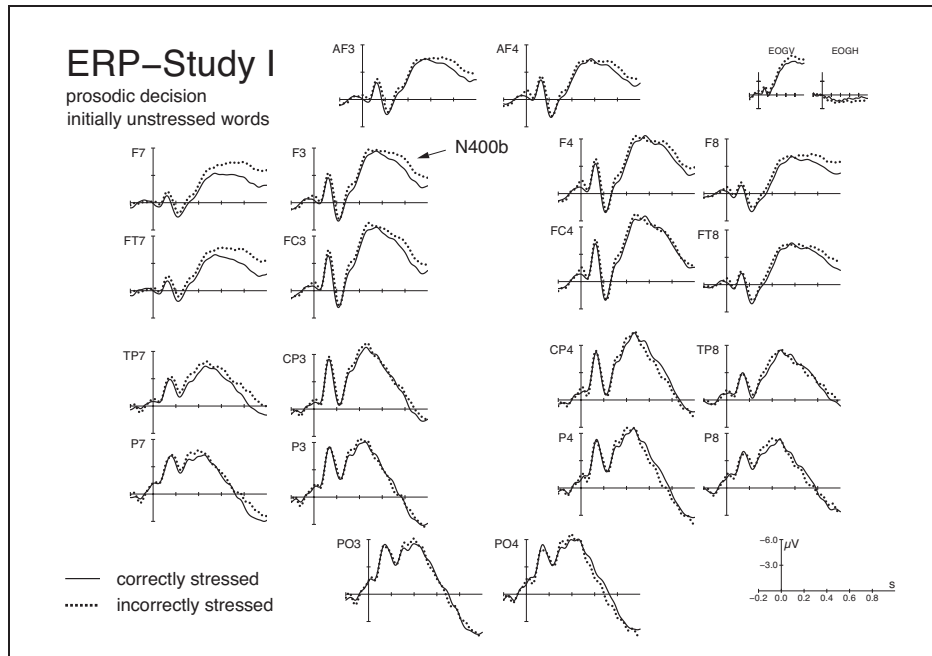 ERP–Study I
prosodic decision
initially unstressed words
AF3
AF4
EOGV
EOGH
F7
F3
N400b
F4
F8
FT7
FC3
FC4
FT8
TP7
CP3
CP4
TP8
P7
P3
P4
P8
PO3
PO4
−6.0
µV
−3.0
s
−0.2 0.0 0.2 0.4 0.6 0.8
correctly stressed
incorrectly stressed